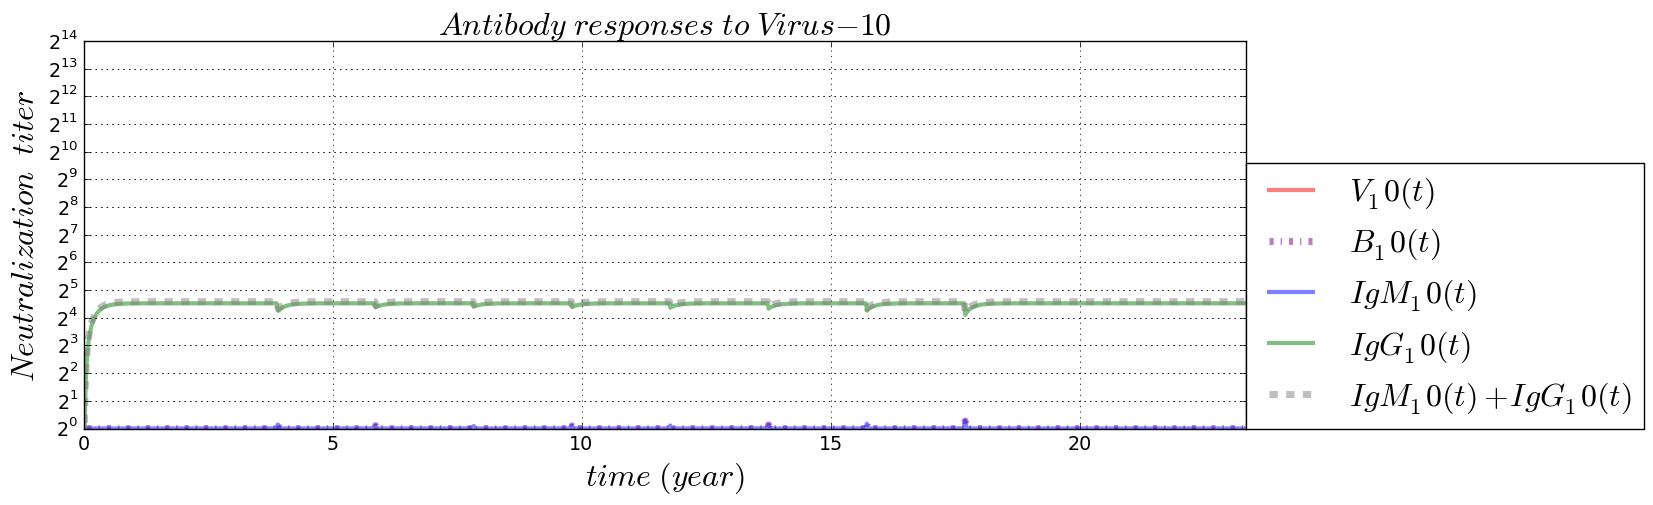 Antibody responses to Virus−10
Neutralization titer
2^14
2^13
2^12
2^11
2^10
2^9
2^8
2^7
2^6
2^5
2^4
2^3
2^2
2^1
2^0
0 5 10 15 20
time (year)
V_1 0(t)
B_1 0(t)
IgM_1 0(t)
IgG_1 0(t)
IgM_1 0(t) + IgG_1 0(t)